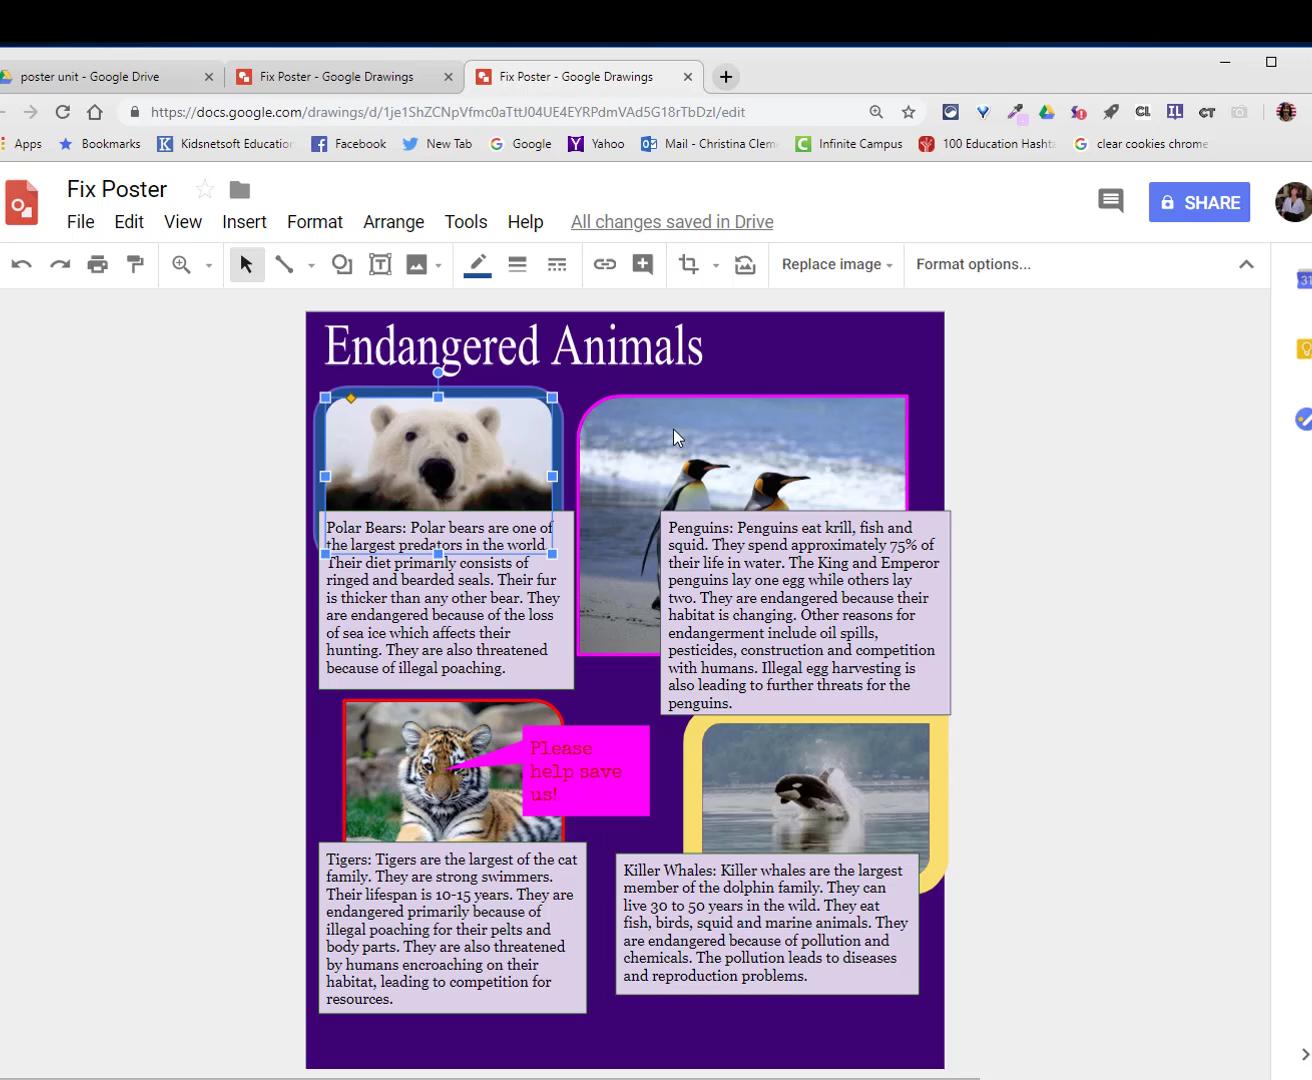 poster unit - Google Drive
Fix Poster - Google Drawings
Fix Poster - Google Drawings
https://docs.google.com/drawings/d/1je1ShZCNpVfmc0aTttJ04UE4EYRPdmVAd5G18rTbDzI/edit
CL
IL
CT
Apps
Bookmarks
Kidsnetsoft Education
Facebook
New Tab
Google
Yahoo
Mail - Christina Clem
Infinite Campus
100 Education Hashta
clear cookies chrome
Fix Poster
SHARE
File Edit View Insert Format Arrange Tools Help All changes saved in Drive
Replace image
Format options...
31
Endangered Animals
Polar Bears: Polar bears are one of
the largest predators in the world.
Their diet primarily consists of
ringed and bearded seals. Their fur
is thicker than any other bear. They
are endangered because of the loss
of sea ice which affects their
hunting. They are also threatened
because of illegal poaching.
Penguins: Penguins eat krill, fish and
squid. They spend approximately 75% of
their life in water. The King and Emperor
penguins lay one egg while others lay
two. They are endangered because their
habitat is changing. Other reasons for
endangerment include oil spills,
pesticides, construction and competition
with humans. Illegal egg harvesting is
also leading to further threats for the
penguins.
Please
help save
us!
Tigers: Tigers are the largest of the cat
family. They are strong swimmers.
Their lifespan is 10-15 years. They are
endangered primarily because of
illegal poaching for their pelts and
body parts. They are also threatened
by humans encroaching on their
habitat, leading to competition for
resources.
Killer Whales: Killer whales are the largest
member of the dolphin family. They can
live 30 to 50 years in the wild. They eat
fish, birds, squid and marine animals. They
are endangered because of pollution and
chemicals. The pollution leads to diseases
and reproduction problems.